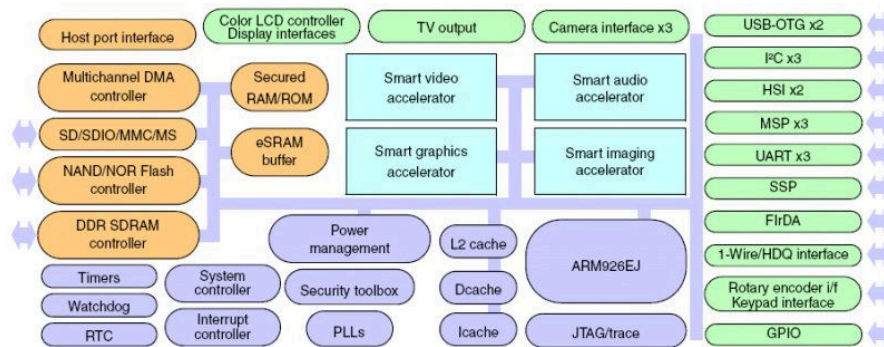 Host port interface
Color LCD controller
Display interfaces
TV output
Camera interface x3
USB-OTG x2
Multichannel DMA
controller
Secured
RAM/ROM
Smart video
accelerator
Smart audio
accelerator
I²C x3
HSI x2
SD/SDIO/MMC/MS
eSRAM
buffer
Smart graphics
accelerator
Smart imaging
accelerator
MSP x3
UART x3
NAND/NOR Flash
controller
SSP
DDR SDRAM
controller
Power
management
L2 cache
ARM926EJ
FIrDA
1-Wire/HDQ interface
Timers
System
controller
Security toolbox
Dcache
Rotary encoder i/f
Keypad interface
Watchdog
RTC
Interrupt
controller
PLLs
Icache
JTAG/trace
GPIO